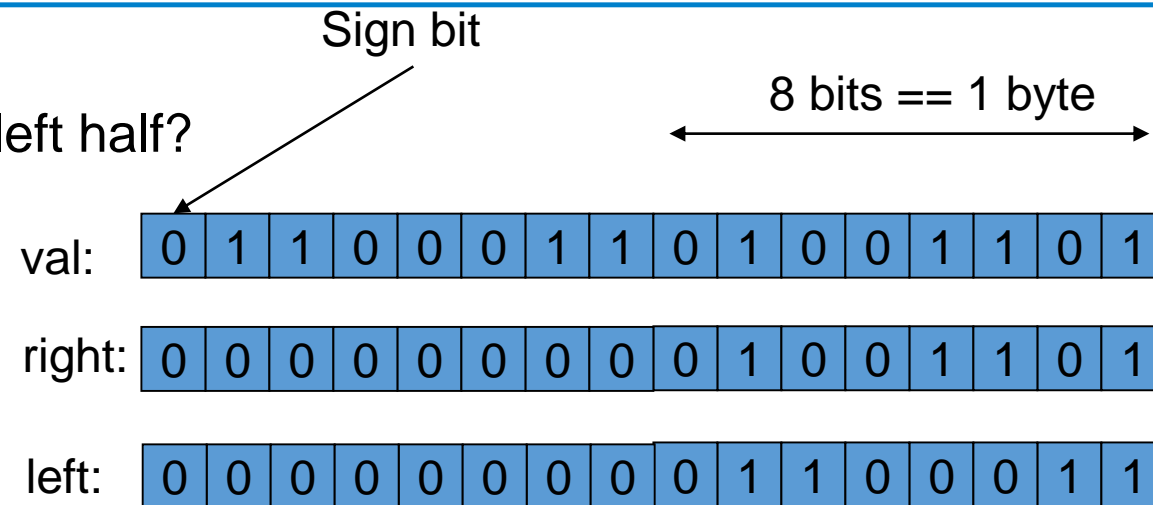 Sign bit
8 bits == 1 byte
left half?
val: 0 1 1 0 0 0 1 1 0 1 0 0 1 1 0 1
right: 0 0 0 0 0 0 0 0 0 1 0 0 1 1 0 1
left: 0 0 0 0 0 0 0 0 0 1 1 0 0 0 1 1